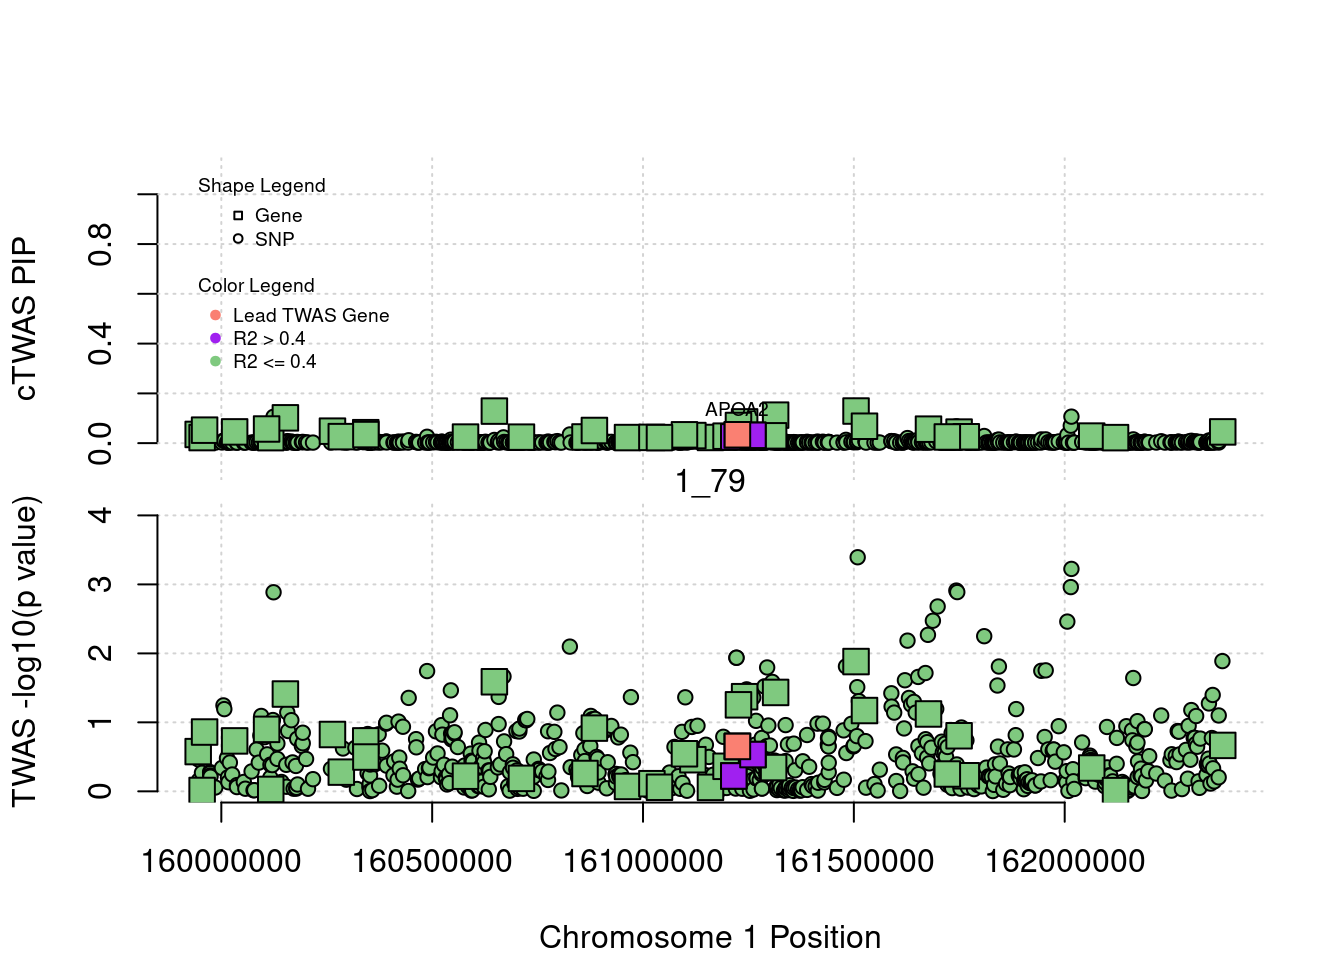 Shape Legend
Gene
SNP
Color Legend
Lead TWAS Gene
R2 > 0.4
R2 <= 0.4
cTWAS PIP
0.8
0.4
0.0
APOA2
1_79
TWAS -log10(p value)
4
3
2
1
0
160000000 160500000 161000000 161500000 162000000
Chromosome 1 Position